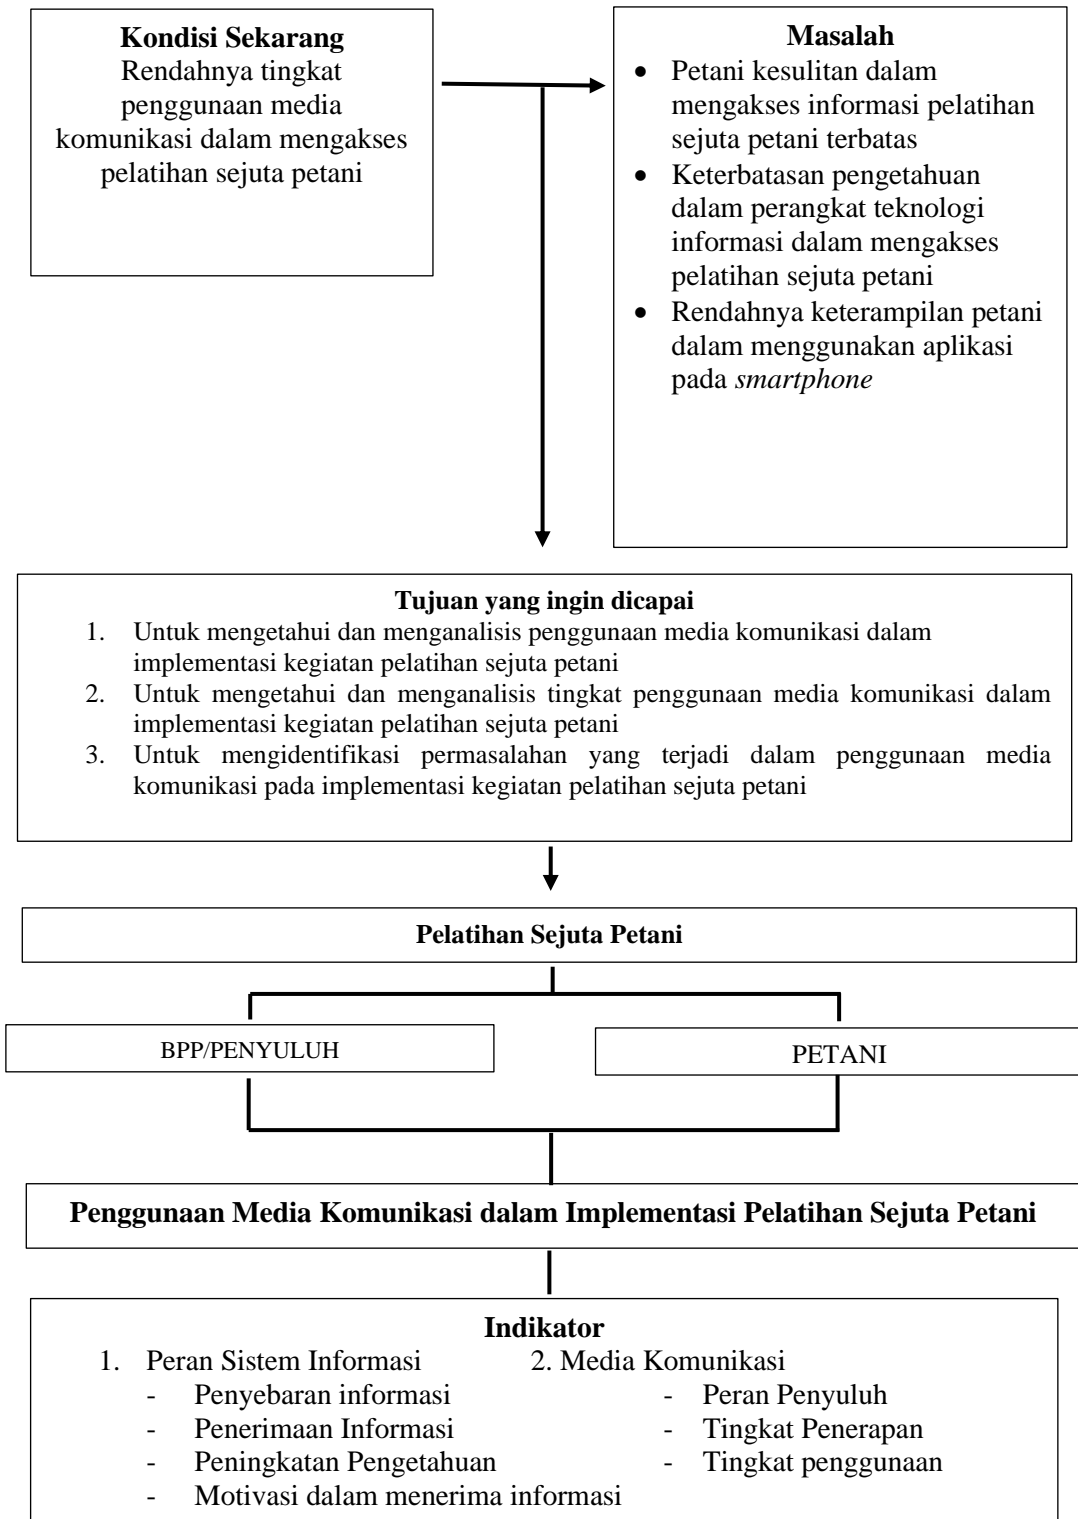 Kondisi Sekarang
Rendahnya tingkat
penggunaan media
komunikasi dalam mengakses
pelatihan sejuta petani
Masalah
• Petani kesulitan dalam
mengakses informasi pelatihan
sejuta petani terbatas
• Keterbatasan pengetahuan
dalam perangkat teknologi
informasi dalam mengakses
pelatihan sejuta petani
• Rendahnya keterampilan petani
dalam menggunakan aplikasi
pada smartphone
Tujuan yang ingin dicapai
1. Untuk mengetahui dan menganalisis penggunaan media komunikasi dalam
implementasi kegiatan pelatihan sejuta petani
2. Untuk mengetahui dan menganalisis tingkat penggunaan media komunikasi dalam
implementasi kegiatan pelatihan sejuta petani
3. Untuk mengidentifikasi permasalahan yang terjadi dalam penggunaan media
komunikasi pada implementasi kegiatan pelatihan sejuta petani
Pelatihan Sejuta Petani
BPP/PENYULUH
PETANI
Penggunaan Media Komunikasi dalam Implementasi Pelatihan Sejuta Petani
Indikator
1. Peran Sistem Informasi
- Penyebaran informasi
- Penerimaan Informasi
- Peningkatan Pengetahuan
- Motivasi dalam menerima informasi
2. Media Komunikasi
- Peran Penyuluh
- Tingkat Penerapan
- Tingkat penggunaan